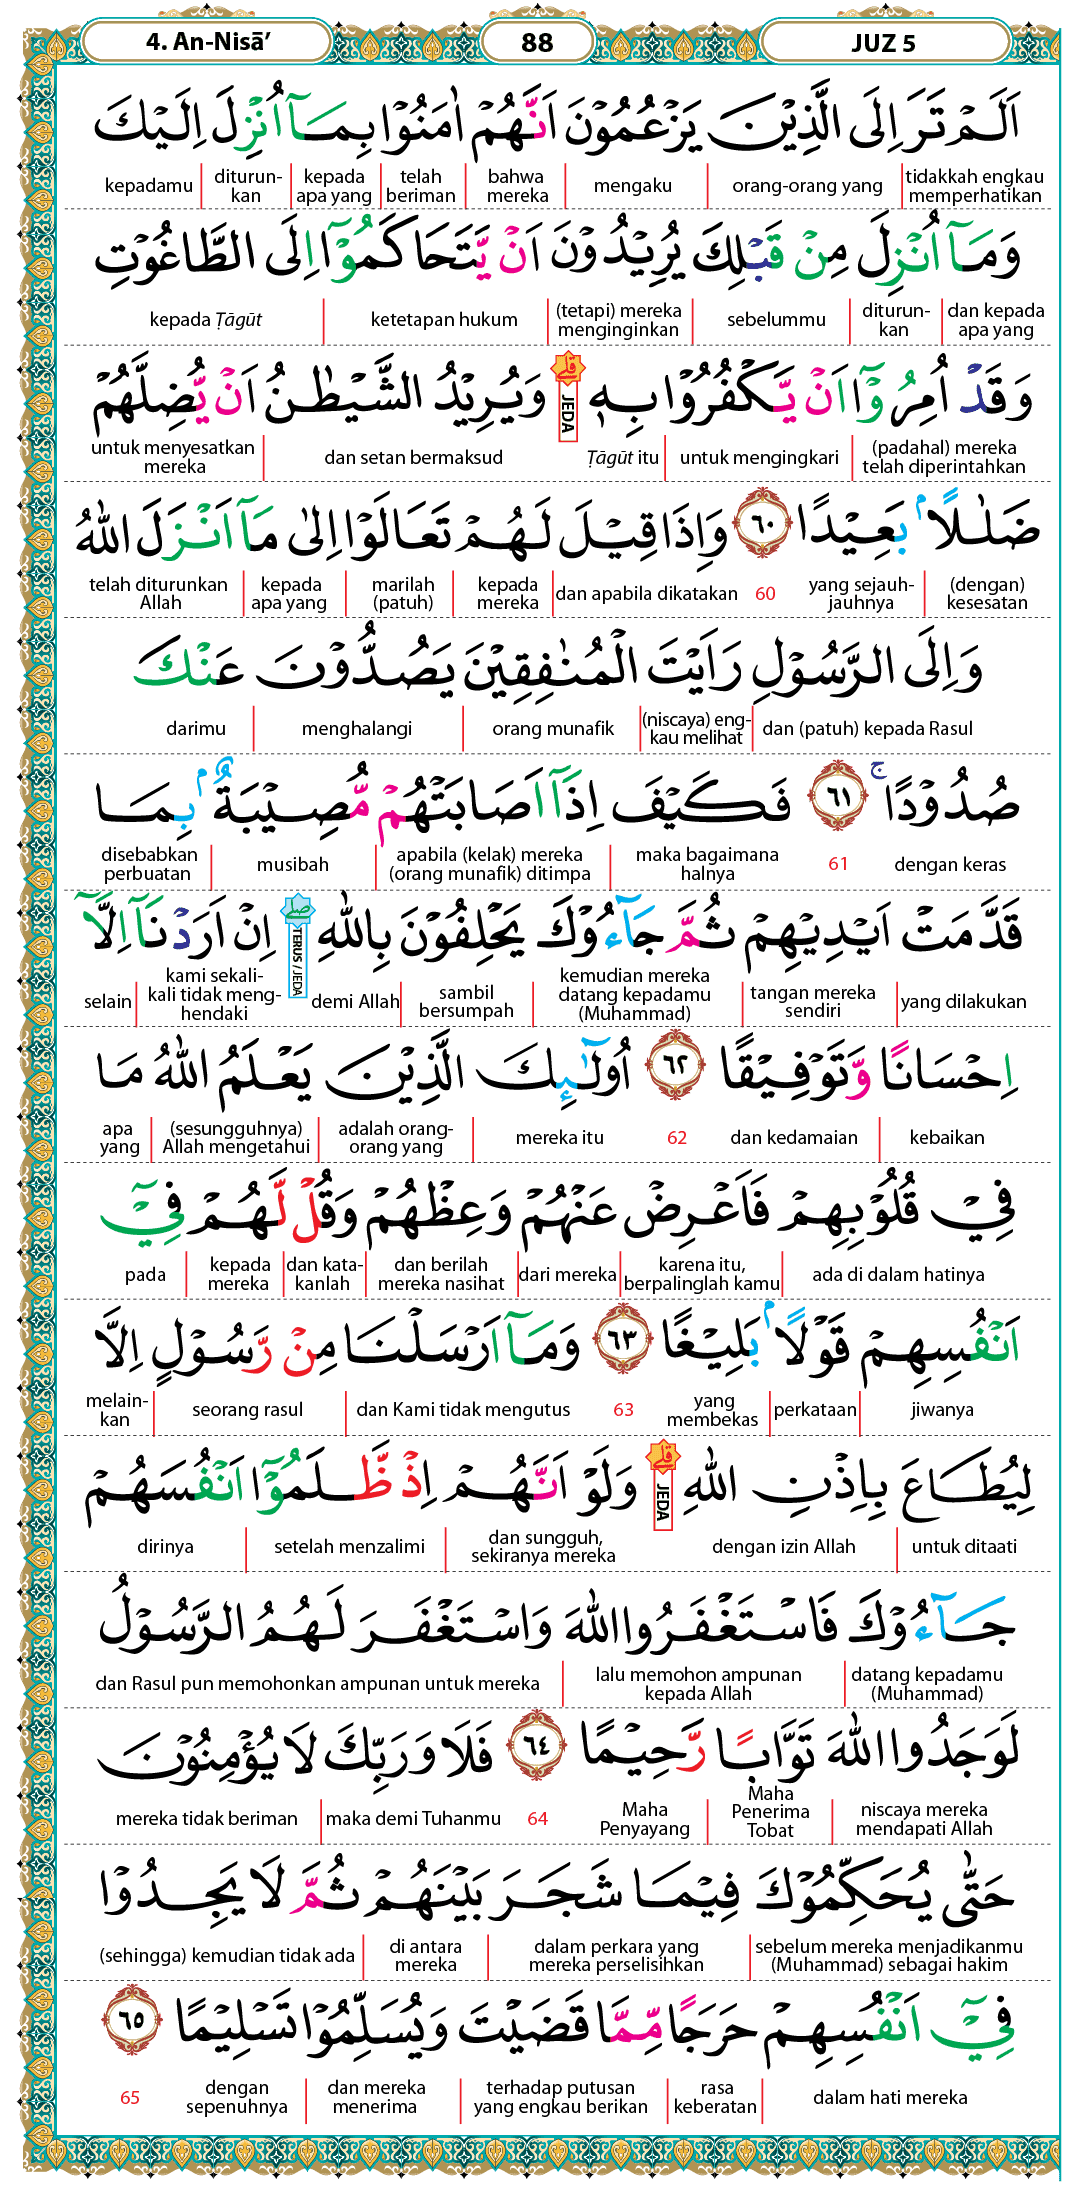 4. An-Nisā’ 88 JUZ 5
اَلَمْ تَرَ اِلَى الَّذِيْنَ يَزْعُمُوْنَ اَنَّهُمْ اٰمَنُوْا بِمَآ اُنْزِلَ اِلَيْكَ
tidakkah engkau memperhatikan | orang-orang yang | mengaku | bahwa mereka | telah beriman | kepada apa yang | diturun-kan | kepadamu
وَمَآ اُنْزِلَ مِنْ قَبْلِكَ يُرِيْدُوْنَ اَنْ يَّتَحَاكَمُوْٓا اِلَى الطَّاغُوْتِ
dan kepada apa yang | diturun-kan | sebelummu | (tetapi) mereka menginginkan | ketetapan hukum | kepada Ṭāgūt
وَقَدْ اُمِرُوْٓا اَنْ يَّكْفُرُوْا بِهٖ ۗ JEDA وَيُرِيْدُ الشَّيْطٰنُ اَنْ يُّضِلَّهُمْ
(padahal) mereka telah diperintahkan | untuk mengingkari | Ṭāgūt itu | dan setan bermaksud | untuk menyesatkan mereka
ضَلٰلًاۢ بَعِيْدًا ٦٠ وَاِذَا قِيْلَ لَهُمْ تَعَالَوْا اِلٰى مَآ اَنْزَلَ اللّٰهُ
(dengan) kesesatan | yang sejauh-jauhnya 60 dan apabila dikatakan | kepada mereka | marilah (patuh) | kepada apa yang | telah diturunkan Allah
وَاِلَى الرَّسُوْلِ رَاَيْتَ الْمُنٰفِقِيْنَ يَصُدُّوْنَ عَنْكَ
dan (patuh) kepada Rasul | (niscaya) eng-kau melihat | orang munafik | menghalangi | darimu
صُدُوْدًاۚ ٦١ فَكَيْفَ اِذَآ اَصَابَتْهُمْ مُّصِيْبَةٌۢ بِمَا
dengan keras 61 maka bagaimana halnya | apabila (kelak) mereka (orang munafik) ditimpa | musibah | disebabkan perbuatan
قَدَّمَتْ اَيْدِيْهِمْ ثُمَّ جَاۤءُوْكَ يَحْلِفُوْنَ بِاللّٰهِ ۖ TERUS / JEDA اِنْ اَرَدْنَآ اِلَّآ
yang dilakukan | tangan mereka sendiri | kemudian mereka datang kepadamu (Muhammad) | sambil bersumpah | demi Allah | kami sekali-kali tidak meng-hendaki | selain
اِحْسَانًا وَّتَوْفِيْقًا ٦٢ اُولٰۤىِٕكَ الَّذِيْنَ يَعْلَمُ اللّٰهُ مَا
kebaikan | dan kedamaian 62 mereka itu | adalah orang-orang yang | (sesungguhnya) Allah mengetahui | apa yang
فِيْ قُلُوْبِهِمْ فَاَعْرِضْ عَنْهُمْ وَعِظْهُمْ وَقُلْ لَّهُمْ فِيْٓ
ada di dalam hatinya | karena itu, berpalinglah kamu | dari mereka | dan berilah mereka nasihat | dan kata-kanlah | kepada mereka | pada
اَنْفُسِهِمْ قَوْلًاۢ بَلِيْغًا ٦٣ وَمَآ اَرْسَلْنَا مِنْ رَّسُوْلٍ اِلَّا
jiwanya | perkataan | yang membekas 63 dan Kami tidak mengutus | seorang rasul | melain-kan
لِيُطَاعَ بِاِذْنِ اللّٰهِ ۗ JEDA وَلَوْ اَنَّهُمْ اِذْ ظَّلَمُوْٓا اَنْفُسَهُمْ
untuk ditaati | dengan izin Allah | dan sungguh, sekiranya mereka | setelah menzalimi | dirinya
جَاۤءُوْكَ فَاسْتَغْفَرُوا اللّٰهَ وَاسْتَغْفَرَ لَهُمُ الرَّسُوْلُ
datang kepadamu (Muhammad) | lalu memohon ampunan kepada Allah | dan Rasul pun memohonkan ampunan untuk mereka
لَوَجَدُوا اللّٰهَ تَوَّابًا رَّحِيْمًا ٦٤ فَلَا وَرَبِّكَ لَا يُؤْمِنُوْنَ
niscaya mereka mendapati Allah | Maha Penerima Tobat | Maha Penyayang 64 maka demi Tuhanmu | mereka tidak beriman
حَتّٰى يُحَكِّمُوْكَ فِيْمَا شَجَرَ بَيْنَهُمْ ثُمَّ لَا يَجِدُوْا
sebelum mereka menjadikanmu (Muhammad) sebagai hakim | dalam perkara yang mereka perselisihkan | di antara mereka | (sehingga) kemudian tidak ada
فِيْٓ اَنْفُسِهِمْ حَرَجًا مِّمَّا قَضَيْتَ وَيُسَلِّمُوْا تَسْلِيْمًا ٦٥
dalam hati mereka | rasa keberatan | terhadap putusan yang engkau berikan | dan mereka menerima | dengan sepenuhnya 65